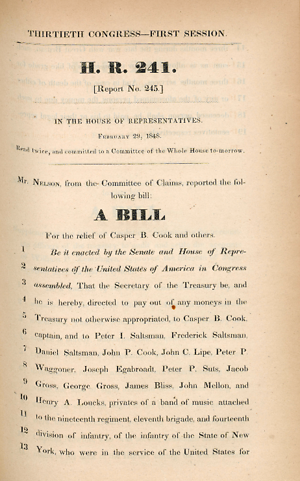 THIRTIETH CONGRESS—FIRST SESSION.
H. R. 241.
[Report No. 245.]
IN THE HOUSE OF REPRESENTATIVES.
February 29, 1848.
Read twice, and committed to a Committee of the Whole House to-morrow.
Mr. Nelson, from the Committee of Claims, reported the fol-
lowing bill:
A BILL
For the relief of Casper B. Cook and others.
1 Be it enacted by the Senate and House of Repre-
2 sentatives of the United States of America in Congress
3 assembled, That the Secretary of the Treasury be, and
4 he is hereby, directed to pay out of any moneys in the
5 Treasury not otherwise appropriated, to Casper B. Cook,
6 captain, and to Peter I. Saltsman, Frederick Saltsman,
7 Daniel Saltsman, John P. Cook, John C. Lipe, Peter P.
8 Waggoner, Joseph Egabroadt, Peter P. Suts, Jacob
9 Gross, George Gross, James Bliss, John Mellon, and
10 Henry A. Loucks, privates of a band of music attached
11 to the nineteenth regiment, eleventh brigade, and fourteenth
12 division of infantry, of the infantry of the State of New
13 York, who were in the service of the United States for